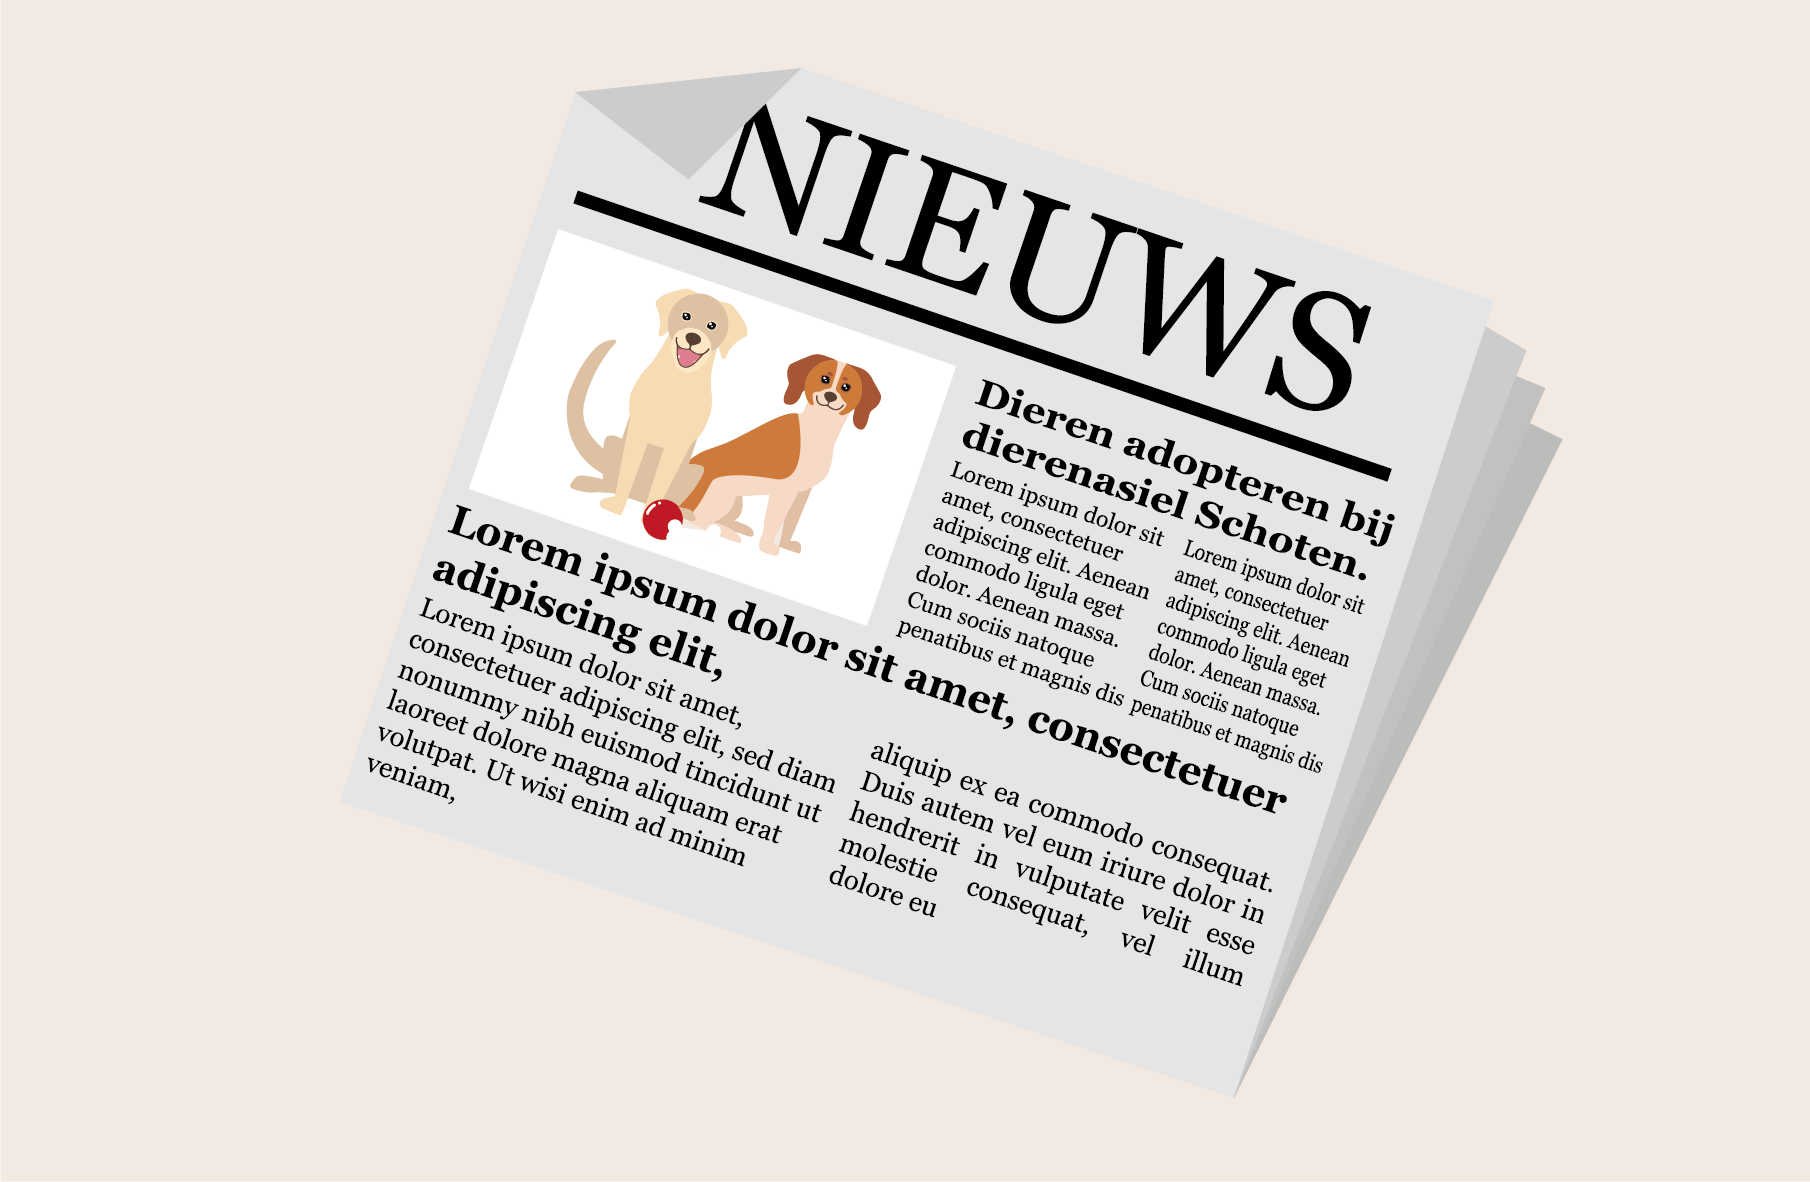 NIEUWS
Dieren adopteren bij
dierenasiel Schoten.
Lorem ipsum dolor sit
amet, consectetuer
adipiscing elit. Aenean
commodo ligula eget
dolor. Aenean massa.
Cum sociis natoque
penatibus et magnis dis
Lorem ipsum dolor sit
amet, consectetuer
adipiscing elit. Aenean
commodo ligula eget
dolor. Aenean massa.
Cum sociis natoque
penatibus et magnis dis
Lorem ipsum dolor sit amet, consectetuer
adipiscing elit,
Lorem ipsum dolor sit amet,
consectetuer adipiscing elit, sed diam
nonummy nibh euismod tincidunt ut
laoreet dolore magna aliquam erat
volutpat. Ut wisi enim ad minim
veniam,
aliquip ex ea commodo consequat.
Duis autem vel eum iriure dolor in
hendrerit in vulputate velit esse
molestie consequat, vel illum
dolore eu